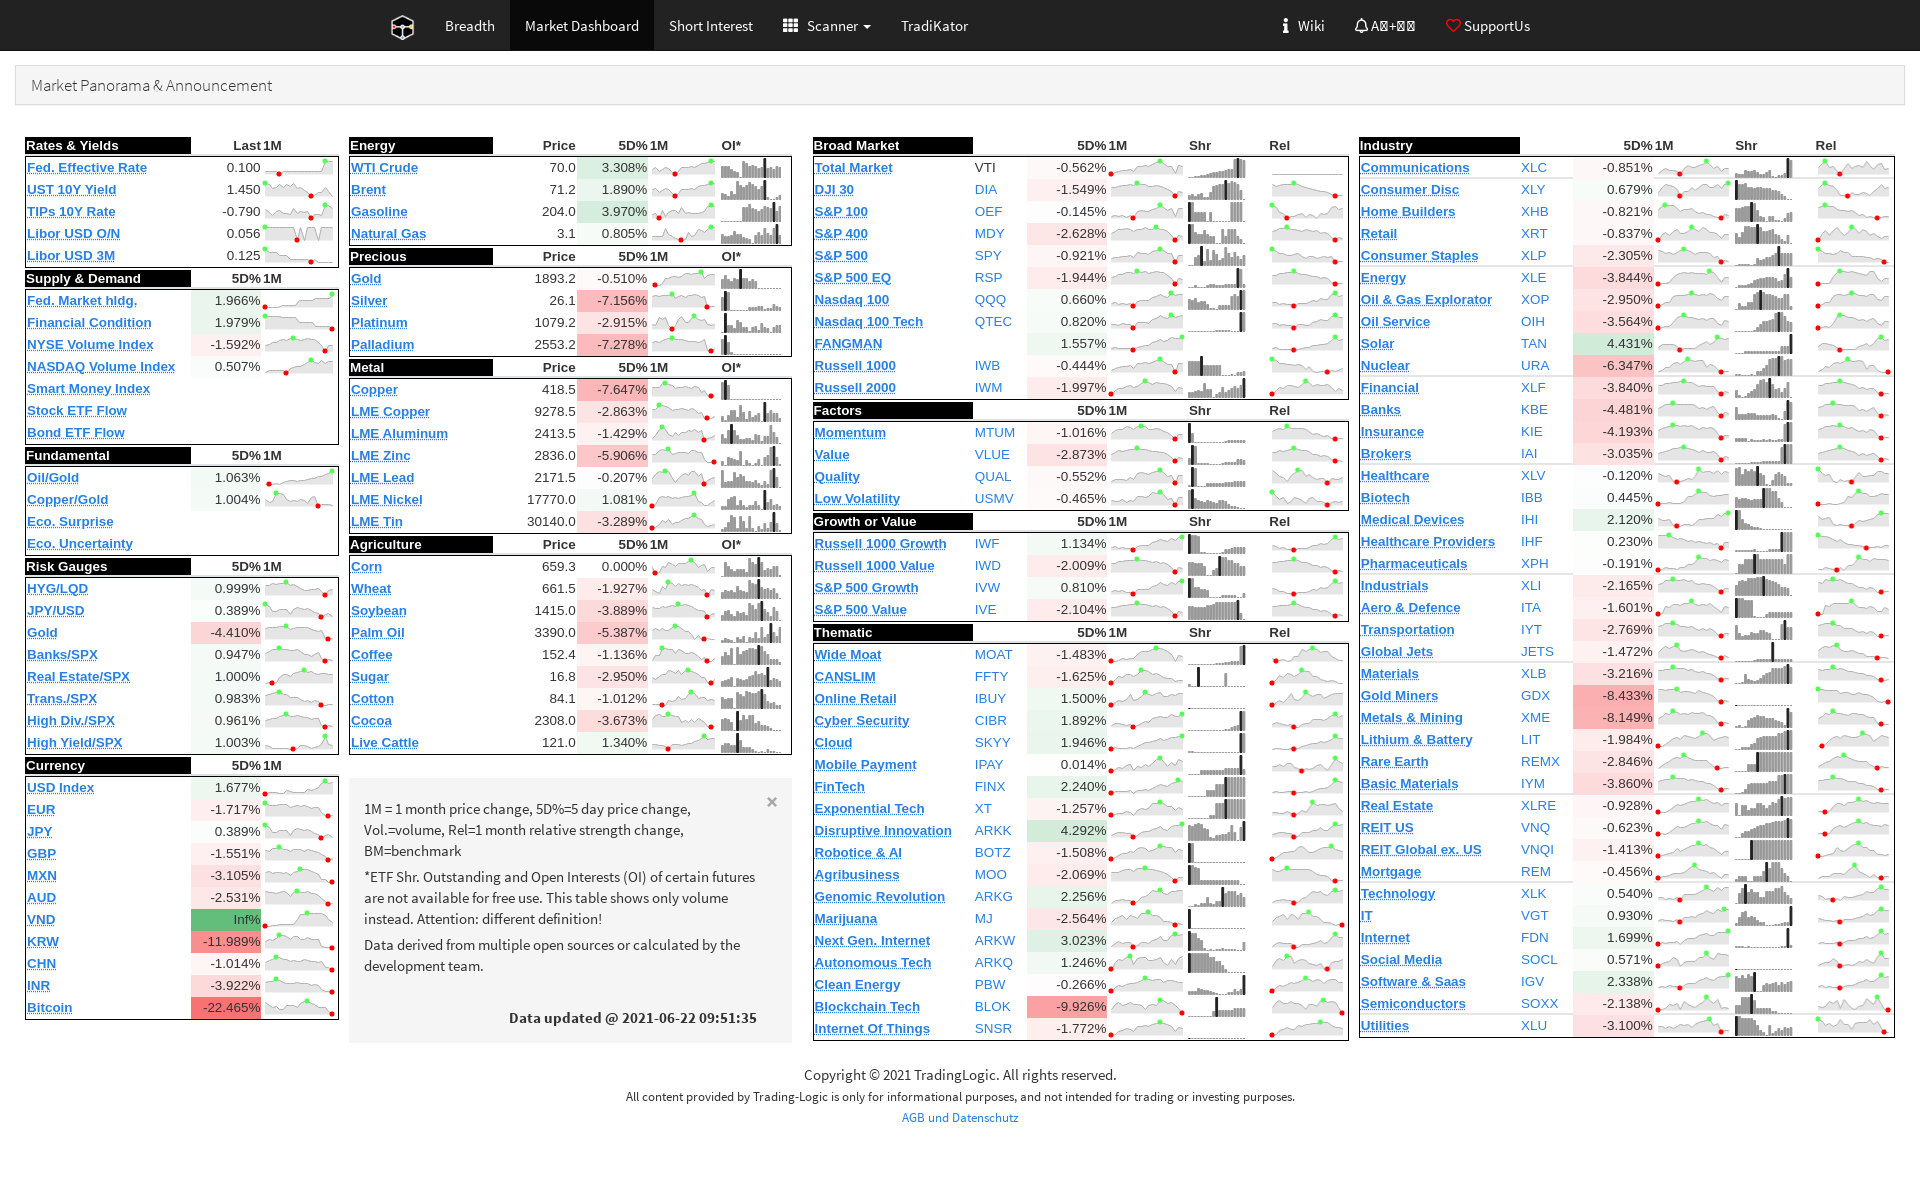 Breadth Market Dashboard Short Interest Scanner TradiKator Wiki SupportUs
Market Panorama & Announcement
Rates & Yields Last 1M
Fed. Effective Rate 0.100
UST 10Y Yield 1.450
TIPs 10Y Rate -0.790
Libor USD O/N 0.056
Libor USD 3M 0.125
Supply & Demand 5D% 1M
Fed. Market hldg. 1.966%
Financial Condition 1.979%
NYSE Volume Index -1.592%
NASDAQ Volume Index 0.507%
Smart Money Index
Stock ETF Flow
Bond ETF Flow
Fundamental 5D% 1M
Oil/Gold 1.063%
Copper/Gold 1.004%
Eco. Surprise
Eco. Uncertainty
Risk Gauges 5D% 1M
HYG/LQD 0.999%
JPY/USD 0.389%
Gold -4.410%
Banks/SPX 0.947%
Real Estate/SPX 1.000%
Trans./SPX 0.983%
High Div./SPX 0.961%
High Yield/SPX 1.003%
Currency 5D% 1M
USD Index 1.677%
EUR -1.717%
JPY 0.389%
GBP -1.551%
MXN -3.105%
AUD -2.531%
VND Inf%
KRW -11.989%
CHN -1.014%
INR -3.922%
Bitcoin -22.465%
Energy Price 5D% 1M OI*
WTI Crude 70.0 3.308%
Brent 71.2 1.890%
Gasoline 204.0 3.970%
Natural Gas 3.1 0.805%
Precious Price 5D% 1M OI*
Gold 1893.2 -0.510%
Silver 26.1 -7.156%
Platinum 1079.2 -2.915%
Palladium 2553.2 -7.278%
Metal Price 5D% 1M OI*
Copper 418.5 -7.647%
LME Copper 9278.5 -2.863%
LME Aluminum 2413.5 -1.429%
LME Zinc 2836.0 -5.906%
LME Lead 2171.5 -0.207%
LME Nickel 17770.0 1.081%
LME Tin 30140.0 -3.289%
Agriculture Price 5D% 1M OI*
Corn 659.3 0.000%
Wheat 661.5 -1.927%
Soybean 1415.0 -3.889%
Palm Oil 3390.0 -5.387%
Coffee 152.4 -1.136%
Sugar 16.8 -2.950%
Cotton 84.1 -1.012%
Cocoa 2308.0 -3.673%
Live Cattle 121.0 1.340%
×
1M = 1 month price change, 5D%=5 day price change,
Vol.=volume, Rel=1 month relative strength change,
BM=benchmark
*ETF Shr. Outstanding and Open Interests (OI) of certain futures
are not available for free use. This table shows only volume
instead. Attention: different definition!
Data derived from multiple open sources or calculated by the
development team.
Data updated @ 2021-06-22 09:51:35
Broad Market 5D% 1M Shr Rel
Total Market VTI -0.562%
DJI 30 DIA -1.549%
S&P 100 OEF -0.145%
S&P 400 MDY -2.628%
S&P 500 SPY -0.921%
S&P 500 EQ RSP -1.944%
Nasdaq 100 QQQ 0.660%
Nasdaq 100 Tech QTEC 0.820%
FANGMAN 1.557%
Russell 1000 IWB -0.444%
Russell 2000 IWM -1.997%
Factors 5D% 1M Shr Rel
Momentum MTUM -1.016%
Value VLUE -2.873%
Quality QUAL -0.552%
Low Volatility USMV -0.465%
Growth or Value 5D% 1M Shr Rel
Russell 1000 Growth IWF 1.134%
Russell 1000 Value IWD -2.009%
S&P 500 Growth IVW 0.810%
S&P 500 Value IVE -2.104%
Thematic 5D% 1M Shr Rel
Wide Moat MOAT -1.483%
CANSLIM FFTY -1.625%
Online Retail IBUY 1.500%
Cyber Security CIBR 1.892%
Cloud SKYY 1.946%
Mobile Payment IPAY 0.014%
FinTech FINX 2.240%
Exponential Tech XT -1.257%
Disruptive Innovation ARKK 4.292%
Robotice & AI BOTZ -1.508%
Agribusiness MOO -2.069%
Genomic Revolution ARKG 2.256%
Marijuana MJ -2.564%
Next Gen. Internet ARKW 3.023%
Autonomous Tech ARKQ 1.246%
Clean Energy PBW -0.266%
Blockchain Tech BLOK -9.926%
Internet Of Things SNSR -1.772%
Industry 5D% 1M Shr Rel
Communications XLC -0.851%
Consumer Disc XLY 0.679%
Home Builders XHB -0.821%
Retail XRT -0.837%
Consumer Staples XLP -2.305%
Energy XLE -3.844%
Oil & Gas Explorator XOP -2.950%
Oil Service OIH -3.564%
Solar TAN 4.431%
Nuclear URA -6.347%
Financial XLF -3.840%
Banks KBE -4.481%
Insurance KIE -4.193%
Brokers IAI -3.035%
Healthcare XLV -0.120%
Biotech IBB 0.445%
Medical Devices IHI 2.120%
Healthcare Providers IHF 0.230%
Pharmaceuticals XPH -0.191%
Industrials XLI -2.165%
Aero & Defence ITA -1.601%
Transportation IYT -2.769%
Global Jets JETS -1.472%
Materials XLB -3.216%
Gold Miners GDX -8.433%
Metals & Mining XME -8.149%
Lithium & Battery LIT -1.984%
Rare Earth REMX -2.846%
Basic Materials IYM -3.860%
Real Estate XLRE -0.928%
REIT US VNQ -0.623%
REIT Global ex. US VNQI -1.413%
Mortgage REM -0.456%
Technology XLK 0.540%
IT VGT 0.930%
Internet FDN 1.699%
Social Media SOCL 0.571%
Software & Saas IGV 2.338%
Semiconductors SOXX -2.138%
Utilities XLU -3.100%
Copyright © 2021 TradingLogic. All rights reserved.
All content provided by Trading-Logic is only for informational purposes, and not intended for trading or investing purposes.
AGB und Datenschutz